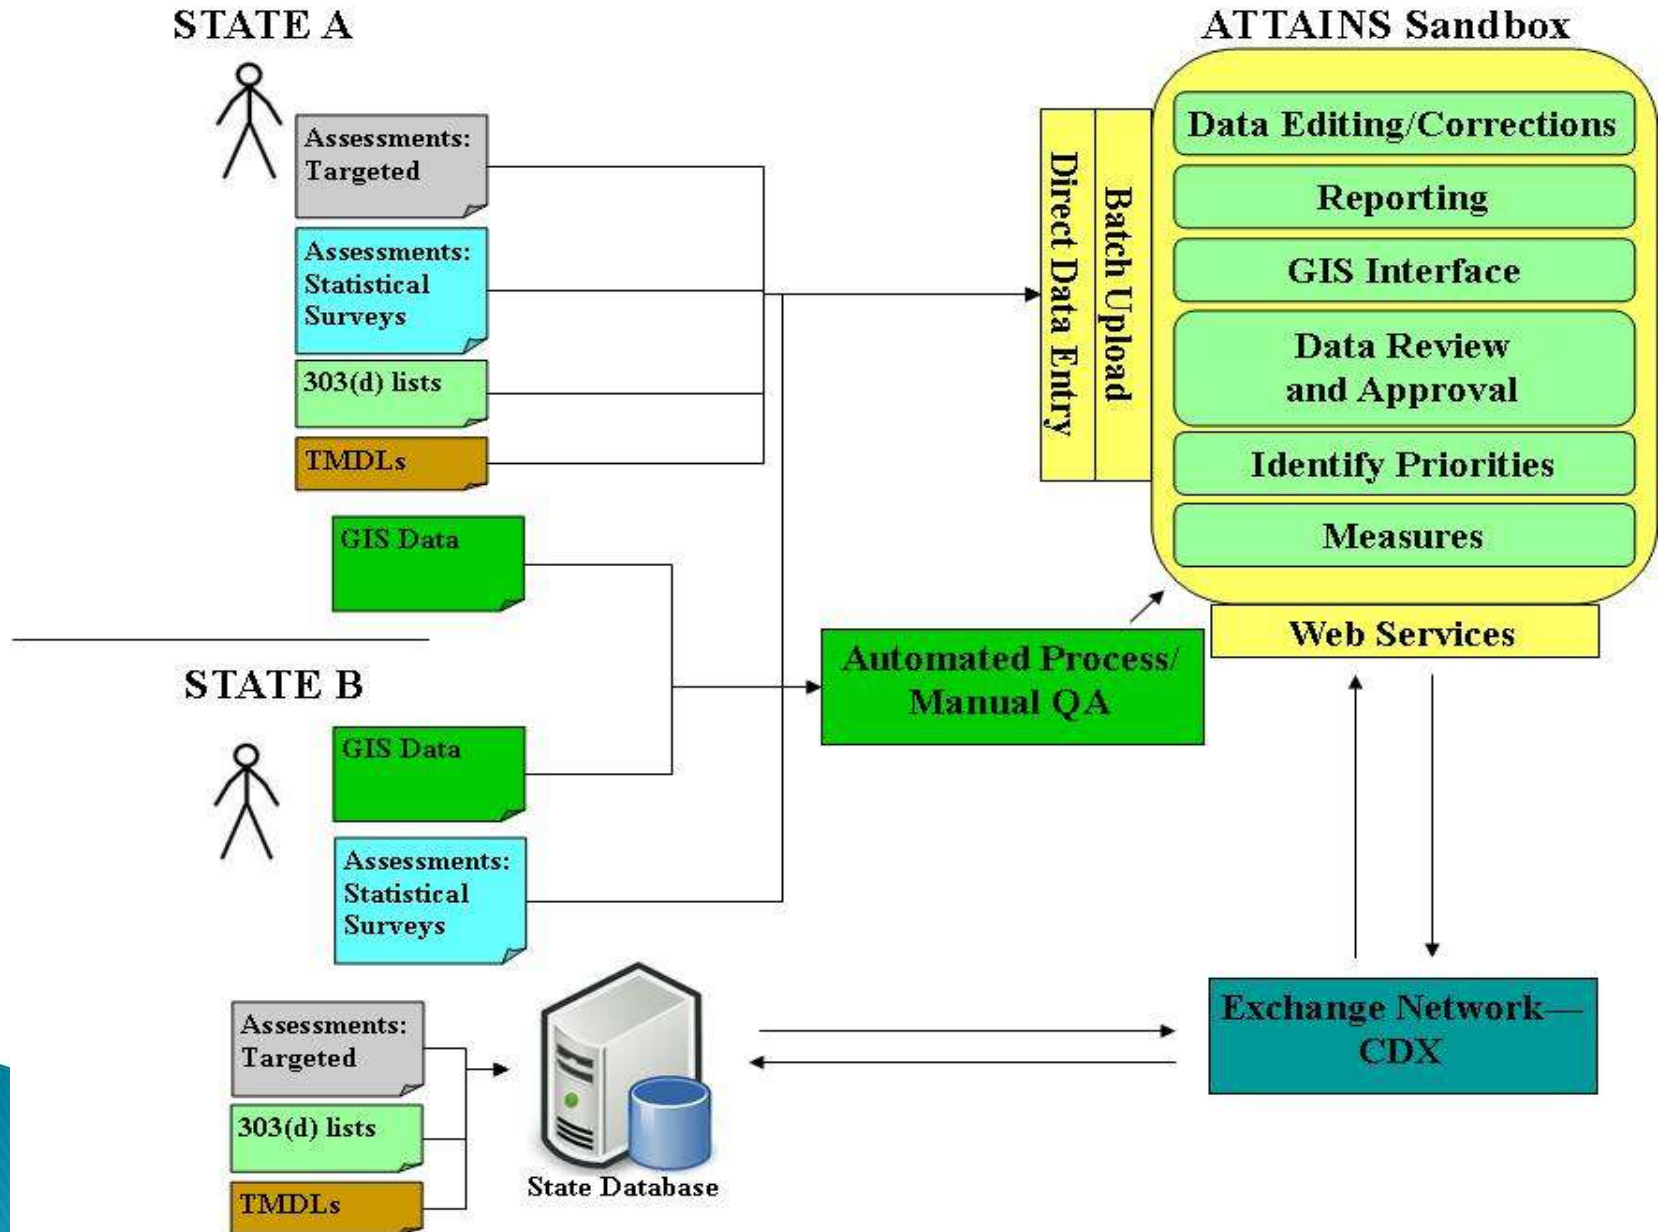 STATE A
Assessments:
Targeted
Assessments:
Statistical
Surveys
303(d) lists
TMDLs
GIS Data
STATE B
GIS Data
Assessments:
Statistical
Surveys
Assessments:
Targeted
303(d) lists
TMDLs
State Database
Automated Process/
Manual QA
ATTAINS Sandbox
Direct Data Entry
Batch Upload
Data Editing/Corrections
Reporting
GIS Interface
Data Review
and Approval
Identify Priorities
Measures
Web Services
Exchange Network—
CDX